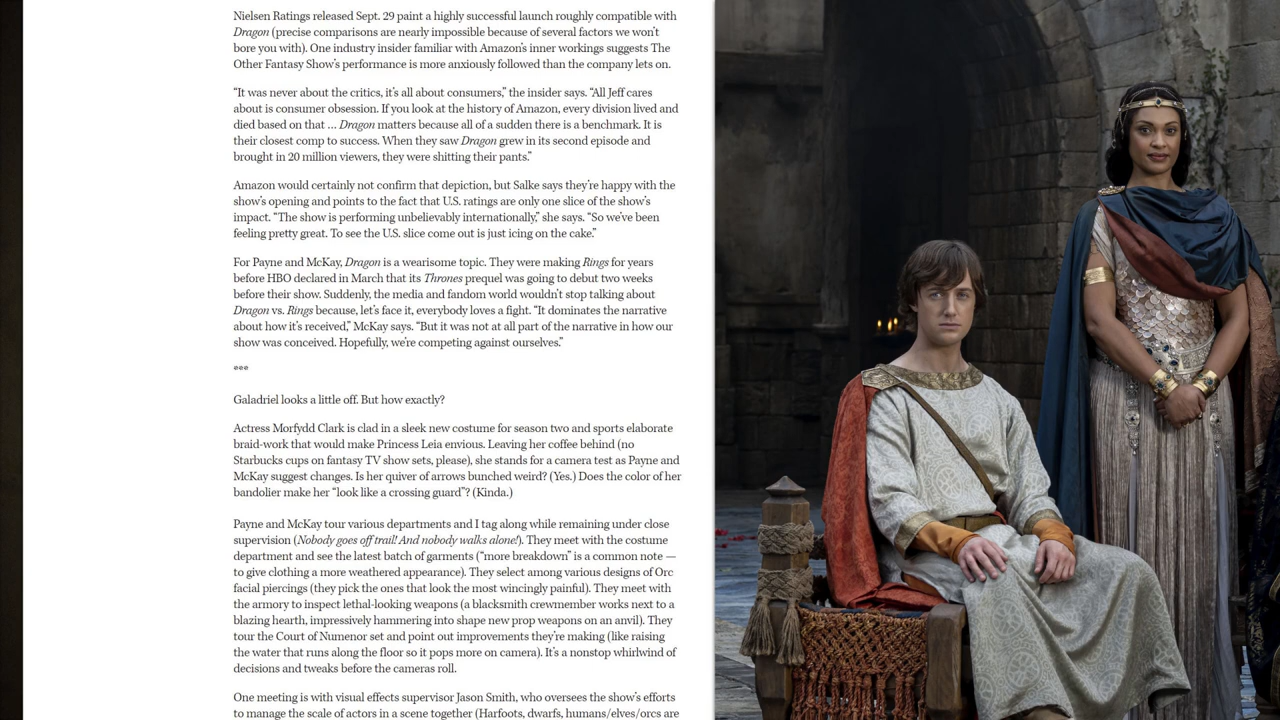 Nielsen Ratings released Sept. 29 paint a highly successful launch roughly compatible with
Dragon (precise comparisons are nearly impossible because of several factors we won't
bore you with). One industry insider familiar with Amazon's inner workings suggests The
Other Fantasy Show's performance is more anxiously followed than the company lets on.
“It was never about the critics, it's all about consumers,” the insider says. “All Jeff cares
about is consumer obsession. If you look at the history of Amazon, every division lived and
died based on that … Dragon matters because all of a sudden there is a benchmark. It is
their closest comp to success. When they saw Dragon grew in its second episode and
brought in 20 million viewers, they were shitting their pants.”
Amazon would certainly not confirm that depiction, but Salke says they're happy with the
show's opening and points to the fact that U.S. ratings are only one slice of the show's
impact. “The show is performing unbelievably internationally,” she says. “So we've been
feeling pretty great. To see the U.S. slice come out is just icing on the cake.”
For Payne and McKay, Dragon is a wearisome topic. They were making Rings for years
before HBO declared in March that its Thrones prequel was going to debut two weeks
before their show. Suddenly, the media and fandom world wouldn't stop talking about
Dragon vs. Rings because, let's face it, everybody loves a fight. “It dominates the narrative
about how it's received,” McKay says. “But it was not at all part of the narrative in how our
show was conceived. Hopefully, we're competing against ourselves.”
***
Galadriel looks a little off. But how exactly?
Actress Morfydd Clark is clad in a sleek new costume for season two and sports elaborate
braid-work that would make Princess Leia envious. Leaving her coffee behind (no
Starbucks cups on fantasy TV show sets, please), she stands for a camera test as Payne and
McKay suggest changes. Is her quiver of arrows bunched weird? (Yes.) Does the color of her
bandolier make her “look like a crossing guard”? (Kinda.)
Payne and McKay tour various departments and I tag along while remaining under close
supervision (Nobody goes off trail! And nobody walks alone!). They meet with the costume
department and see the latest batch of garments (“more breakdown” is a common note —
to give clothing a more weathered appearance). They select among various designs of Orc
facial piercings (they pick the ones that look the most wincingly painful). They meet with
the armory to inspect lethal-looking weapons (a blacksmith crewmember works next to a
blazing hearth, impressively hammering into shape new prop weapons on an anvil). They
tour the Court of Numenor set and point out improvements they're making (like raising
the water that runs along the floor so it pops more on camera). It's a nonstop whirlwind of
decisions and tweaks before the cameras roll.
One meeting is with visual effects supervisor Jason Smith, who oversees the show's efforts
to manage the scale of actors in a scene together (Harfoots, dwarfs, humans/elves/orcs are